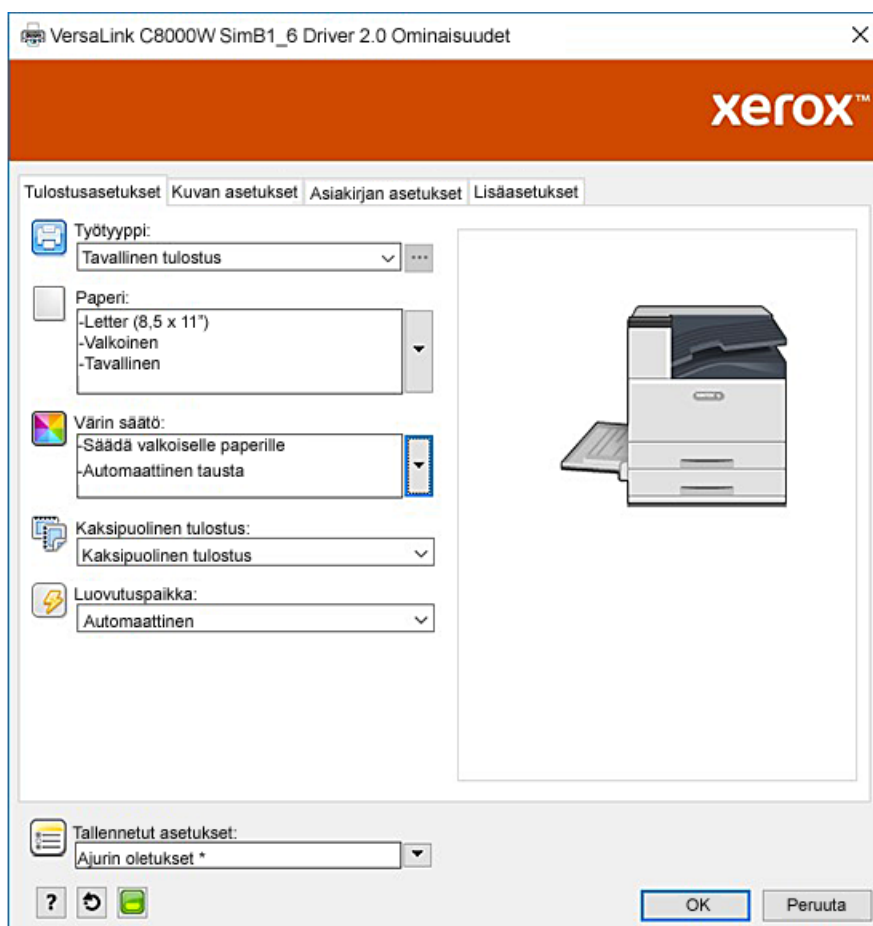 VersaLink C8000W SimB1_6 Driver 2.0 Ominaisuudet
xerox™
Tulostusasetukset Kuvan asetukset Asiakirjan asetukset Lisäasetukset
Työtyyppi:
Tavallinen tulostus
Paperi:
-Letter (8,5 x 11”)
-Valkoinen
-Tavallinen
Värin säätö:
-Säädä valkoiselle paperille
-Automaattinen tausta
Kaksipuolinen tulostus:
Kaksipuolinen tulostus
Luovutuspaikka:
Automaattinen
Tallennetut asetukset:
Ajurin oletukset *
? OK Peruuta